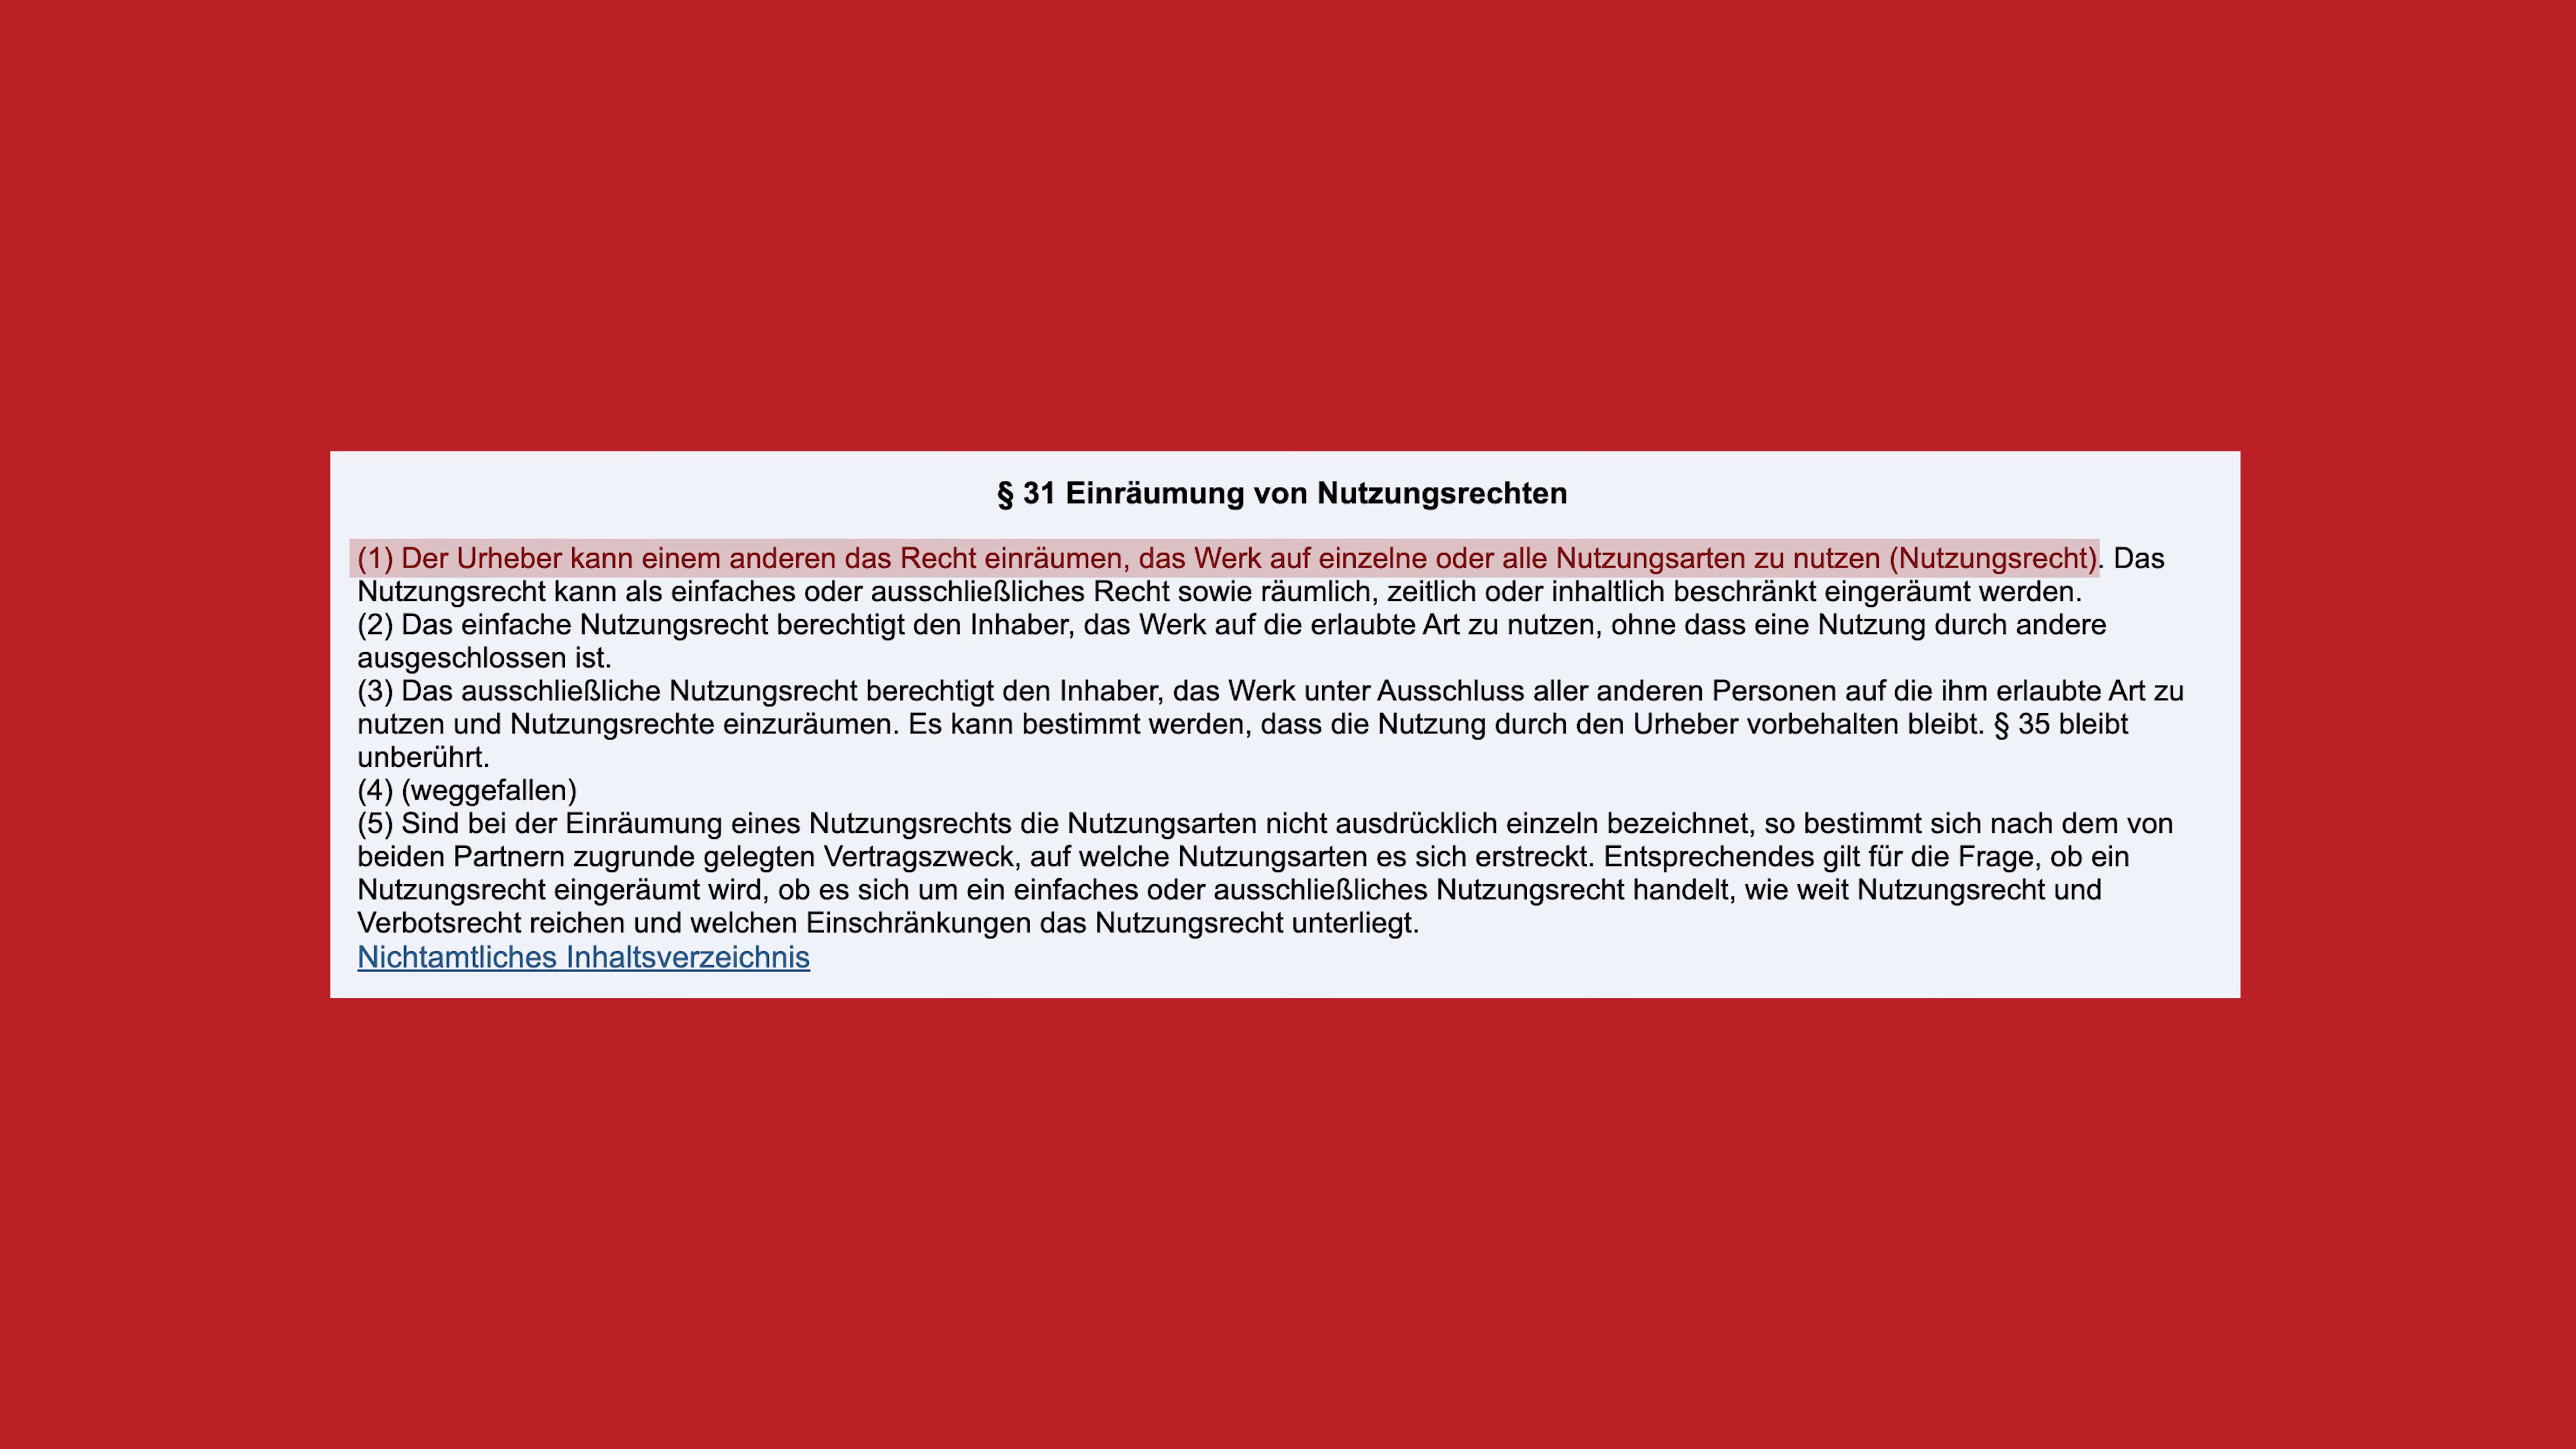 § 31 Einräumung von Nutzungsrechten
(1) Der Urheber kann einem anderen das Recht einräumen, das Werk auf einzelne oder alle Nutzungsarten zu nutzen (Nutzungsrecht). Das
Nutzungsrecht kann als einfaches oder ausschließliches Recht sowie räumlich, zeitlich oder inhaltlich beschränkt eingeräumt werden.
(2) Das einfache Nutzungsrecht berechtigt den Inhaber, das Werk auf die erlaubte Art zu nutzen, ohne dass eine Nutzung durch andere
ausgeschlossen ist.
(3) Das ausschließliche Nutzungsrecht berechtigt den Inhaber, das Werk unter Ausschluss aller anderen Personen auf die ihm erlaubte Art zu
nutzen und Nutzungsrechte einzuräumen. Es kann bestimmt werden, dass die Nutzung durch den Urheber vorbehalten bleibt. § 35 bleibt
unberührt.
(4) (weggefallen)
(5) Sind bei der Einräumung eines Nutzungsrechts die Nutzungsarten nicht ausdrücklich einzeln bezeichnet, so bestimmt sich nach dem von
beiden Partnern zugrunde gelegten Vertragszweck, auf welche Nutzungsarten es sich erstreckt. Entsprechendes gilt für die Frage, ob ein
Nutzungsrecht eingeräumt wird, ob es sich um ein einfaches oder ausschließliches Nutzungsrecht handelt, wie weit Nutzungsrecht und
Verbotsrecht reichen und welchen Einschränkungen das Nutzungsrecht unterliegt.
Nichtamtliches Inhaltsverzeichnis